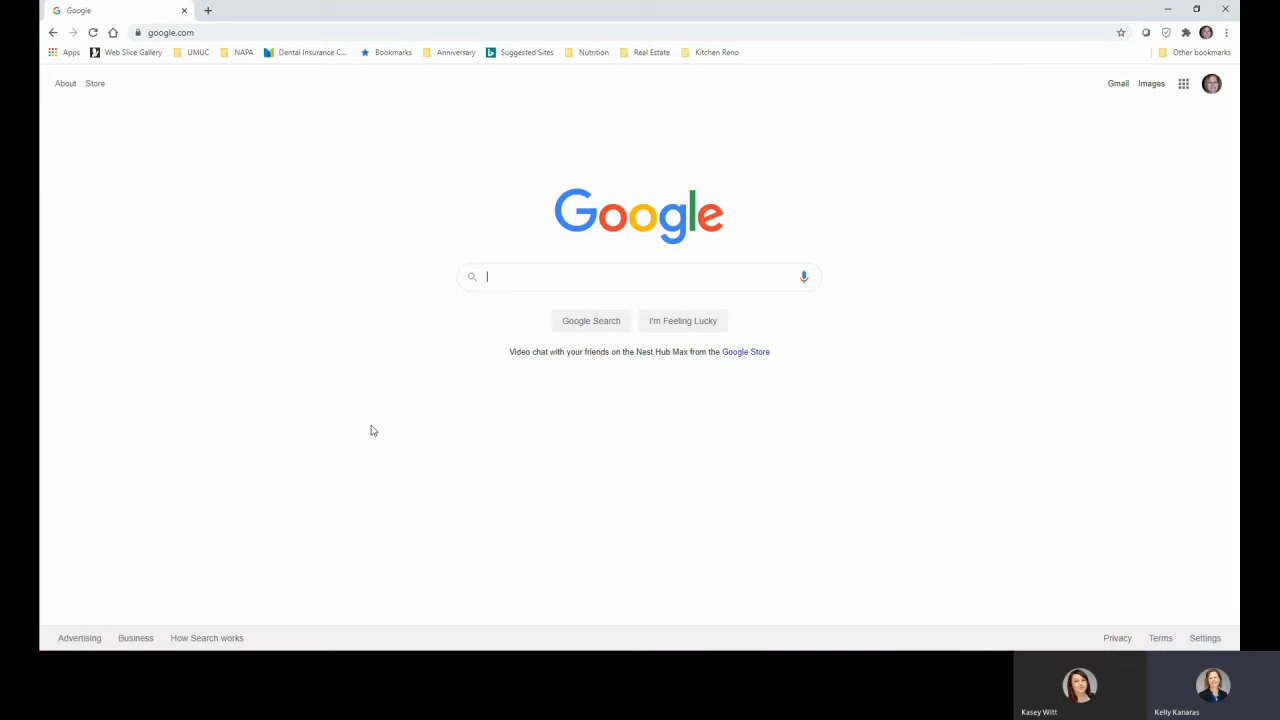 Google
google.com
Apps Web Slice Gallery UMUC NAPA Dental Insurance C... Bookmarks Anniversary Suggested Sites Nutrition Real Estate Kitchen Reno Other bookmarks
About Store Gmail Images
Google
Google Search I'm Feeling Lucky
Video chat with your friends on the Nest Hub Max from the Google Store
Advertising Business How Search works Privacy Terms Settings
Kasey Witt Kelly Kanaras